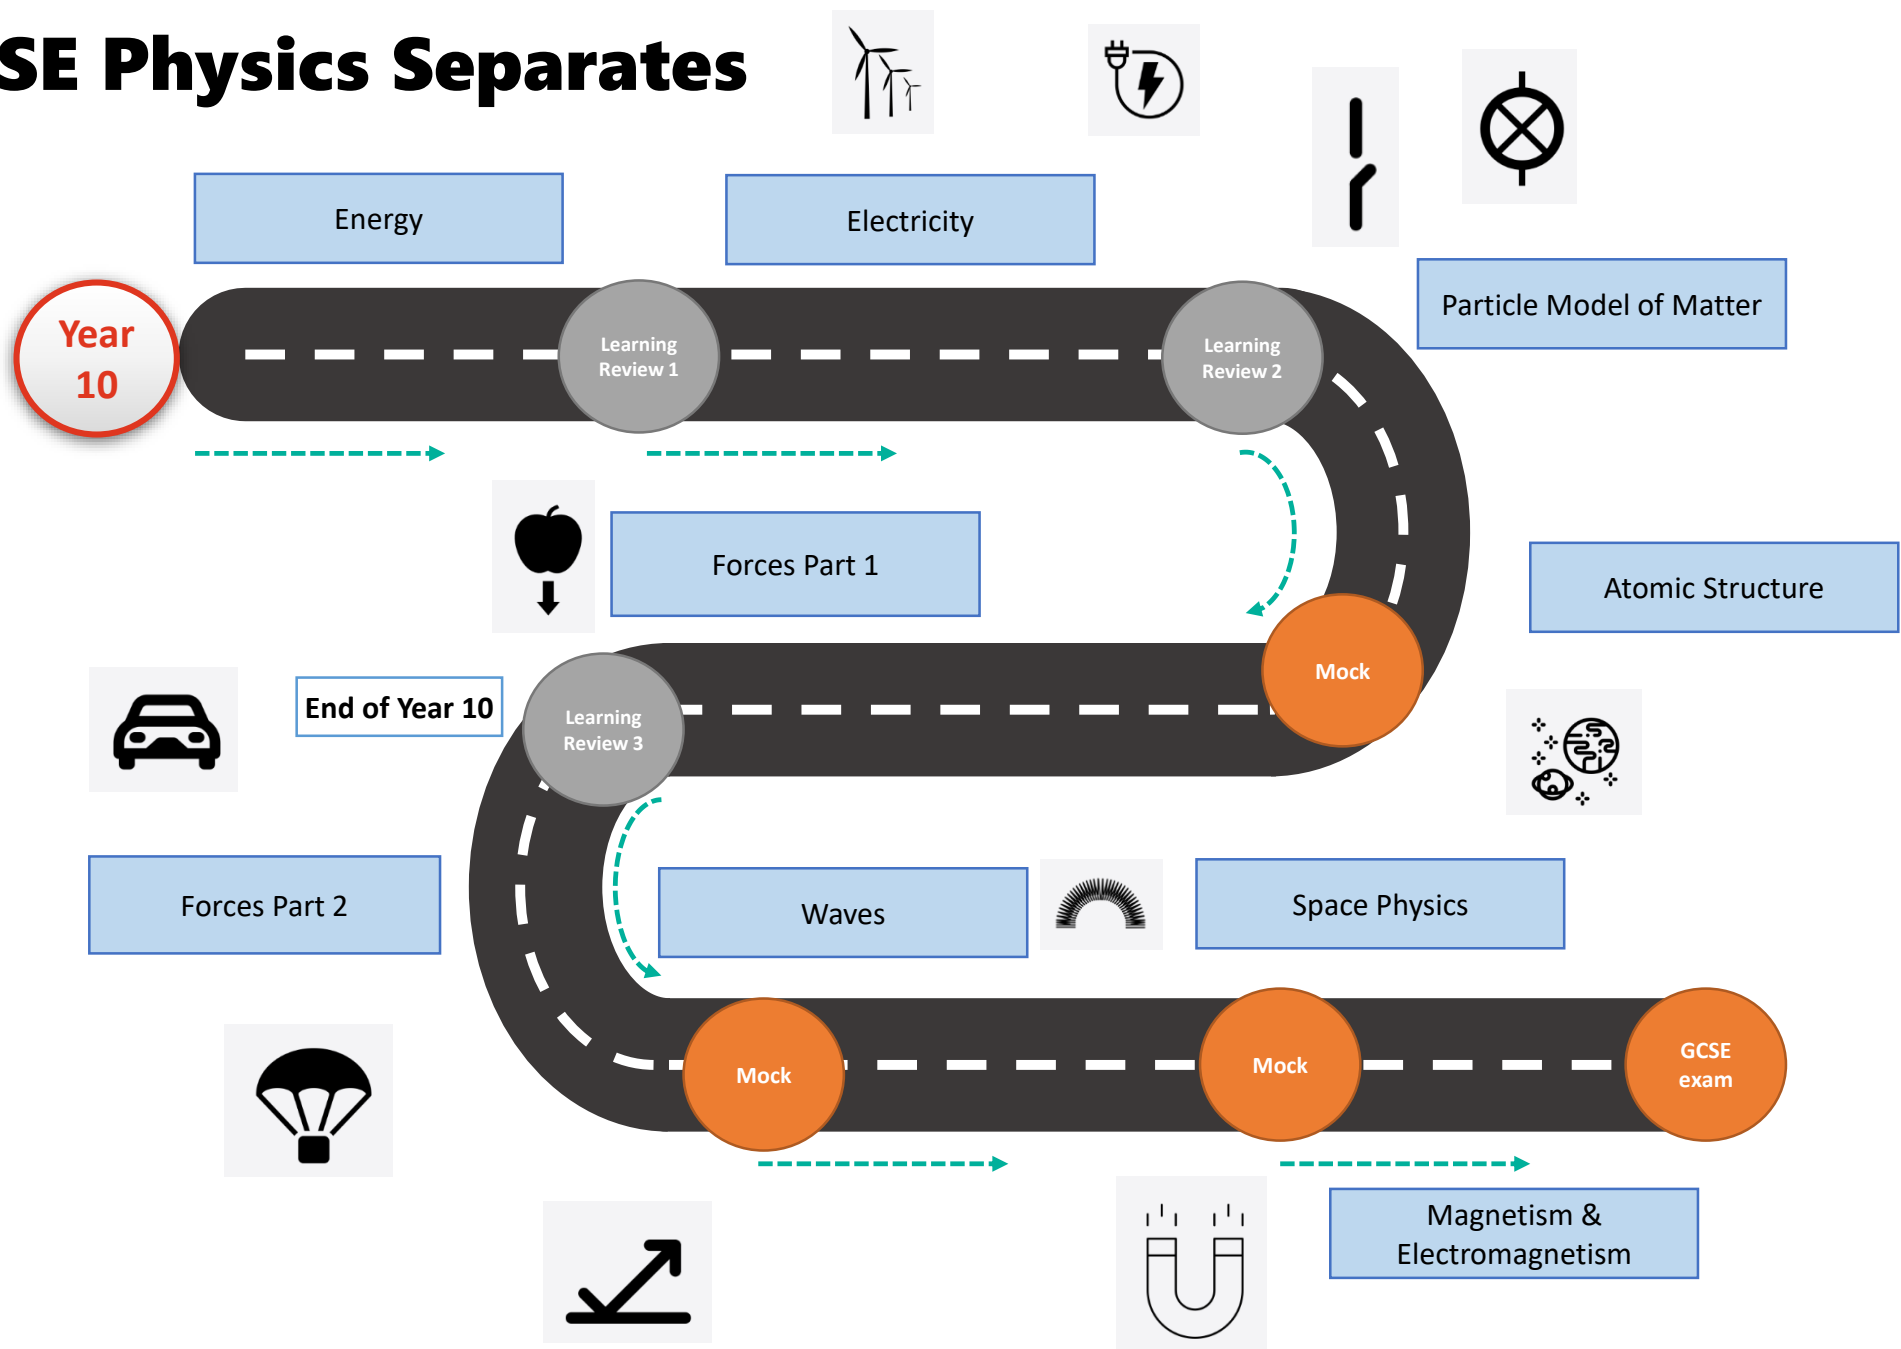 SE Physics Separates
Energy
Electricity
Particle Model of Matter
Year
10
Learning
Review 1
Learning
Review 2
Forces Part 1
Atomic Structure
Mock
End of Year 10
Learning
Review 3
Forces Part 2
Waves
Space Physics
Mock
Mock
GCSE
exam
Magnetism &
Electromagnetism